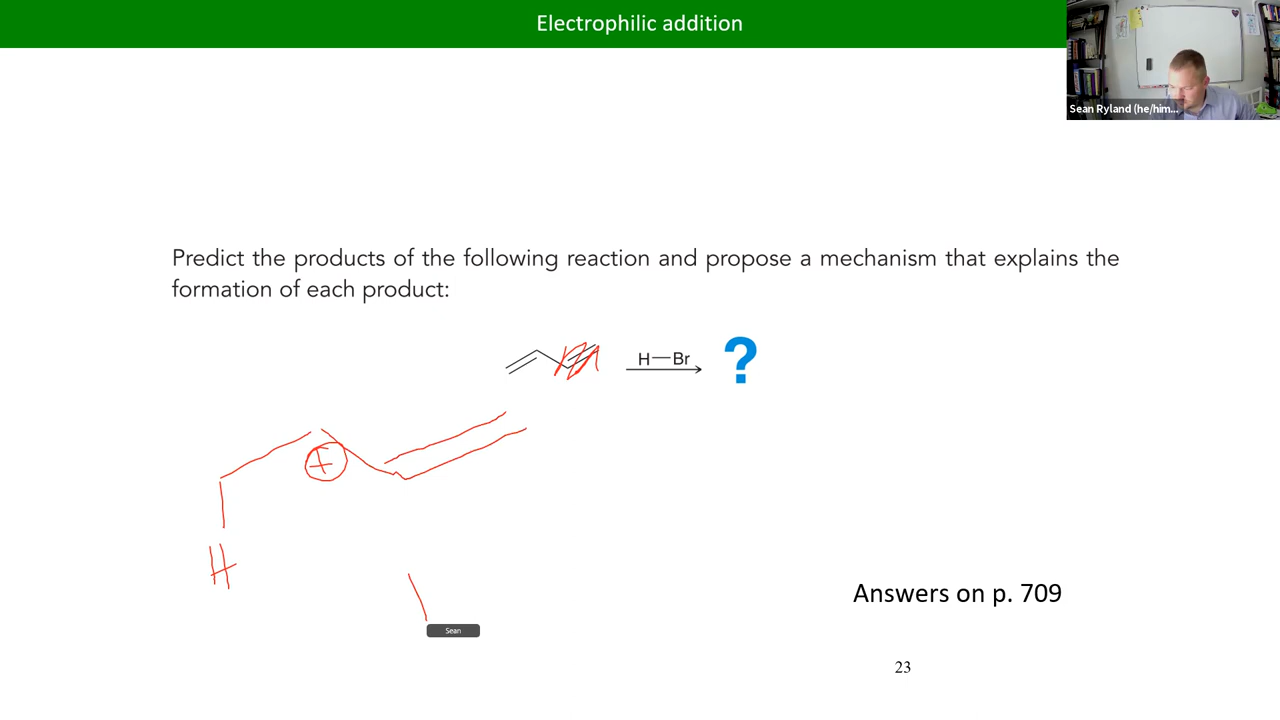 Electrophilic addition
Sean Ryland (he/him...
Predict the products of the following reaction and propose a mechanism that explains the
formation of each product:
H—Br
?
+
H
Sean
Answers on p. 709
23